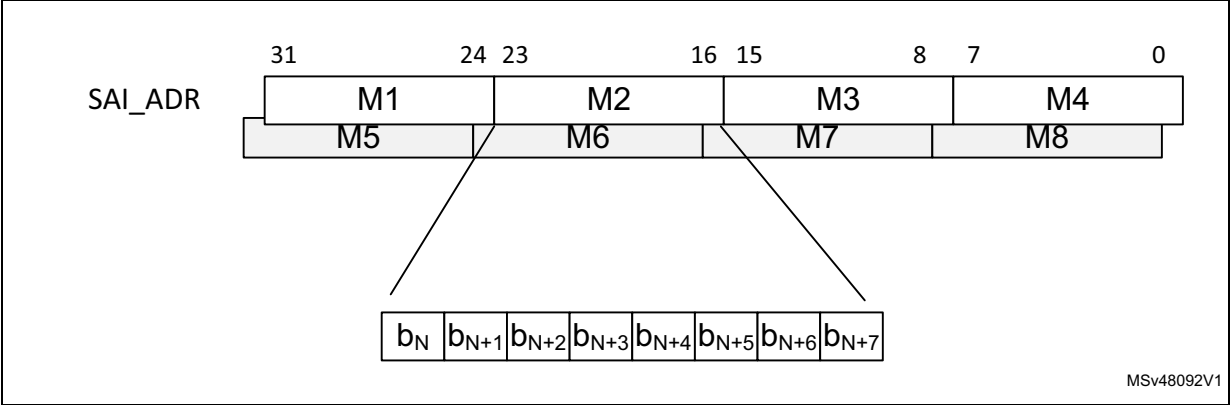 31 24 23 16 15 8 7 0
SAI_ADR M1 M2 M3 M4
M5 M6 M7 M8
bN bN+1 bN+2 bN+3 bN+4 bN+5 bN+6 bN+7
MSv48092V1